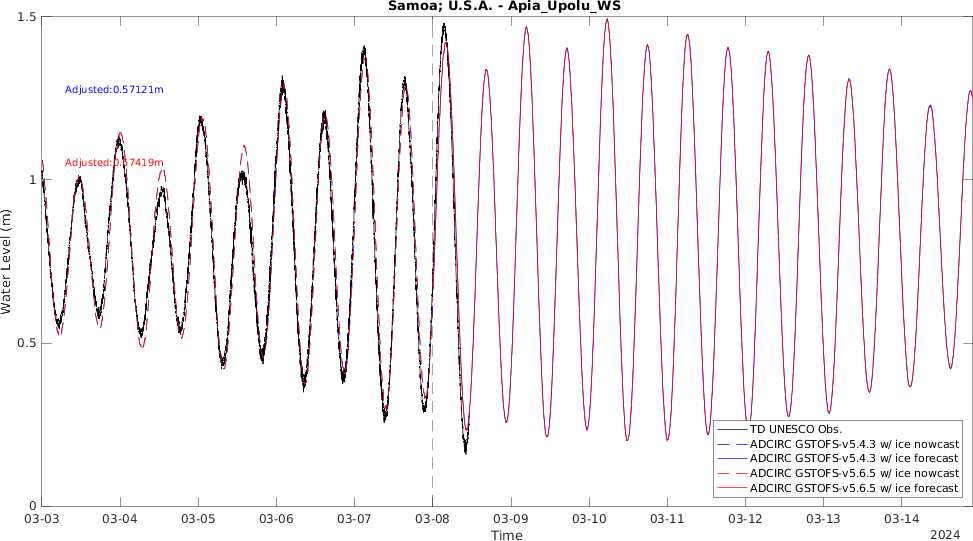 Samoa; U.S.A. - Apia_Upolu_WS
1.5
Adjusted:0.57121m
Adjusted:0.57419m
1
Water Level (m)
0.5
TD UNESCO Obs.
ADCIRC GSTOFS-v5.4.3 w/ ice nowcast
ADCIRC GSTOFS-v5.4.3 w/ ice forecast
ADCIRC GSTOFS-v5.6.5 w/ ice nowcast
ADCIRC GSTOFS-v5.6.5 w/ ice forecast
0
03-03 03-04 03-05 03-06 03-07 03-08 03-09 03-10 03-11 03-12 03-13 03-14
Time
2024